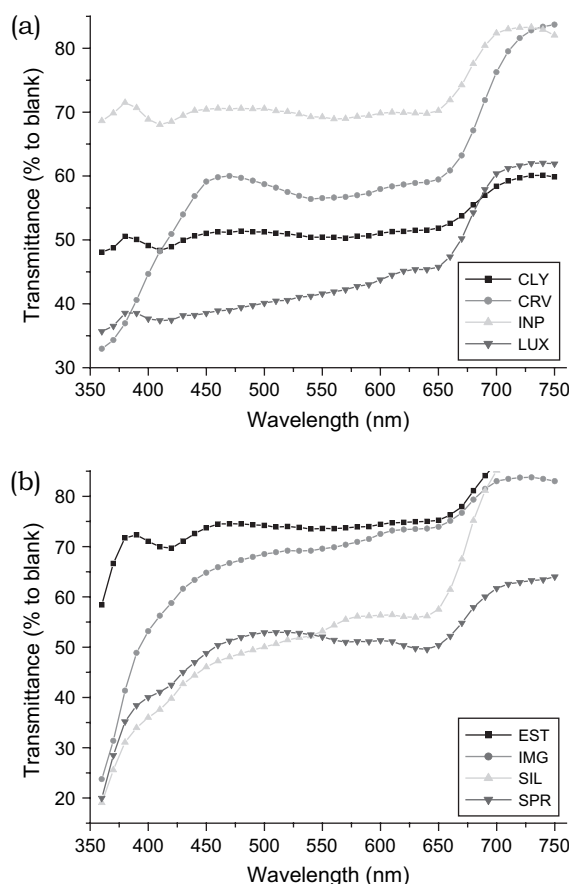 (a)
Transmittance (% to blank)
80
70
60
50
40
30
350 400 450 500 550 600 650 700 750
Wavelength (nm)
CLY
CRV
INP
LUX
(b)
Transmittance (% to blank)
80
70
60
50
40
30
20
350 400 450 500 550 600 650 700 750
Wavelength (nm)
EST
IMG
SIL
SPR